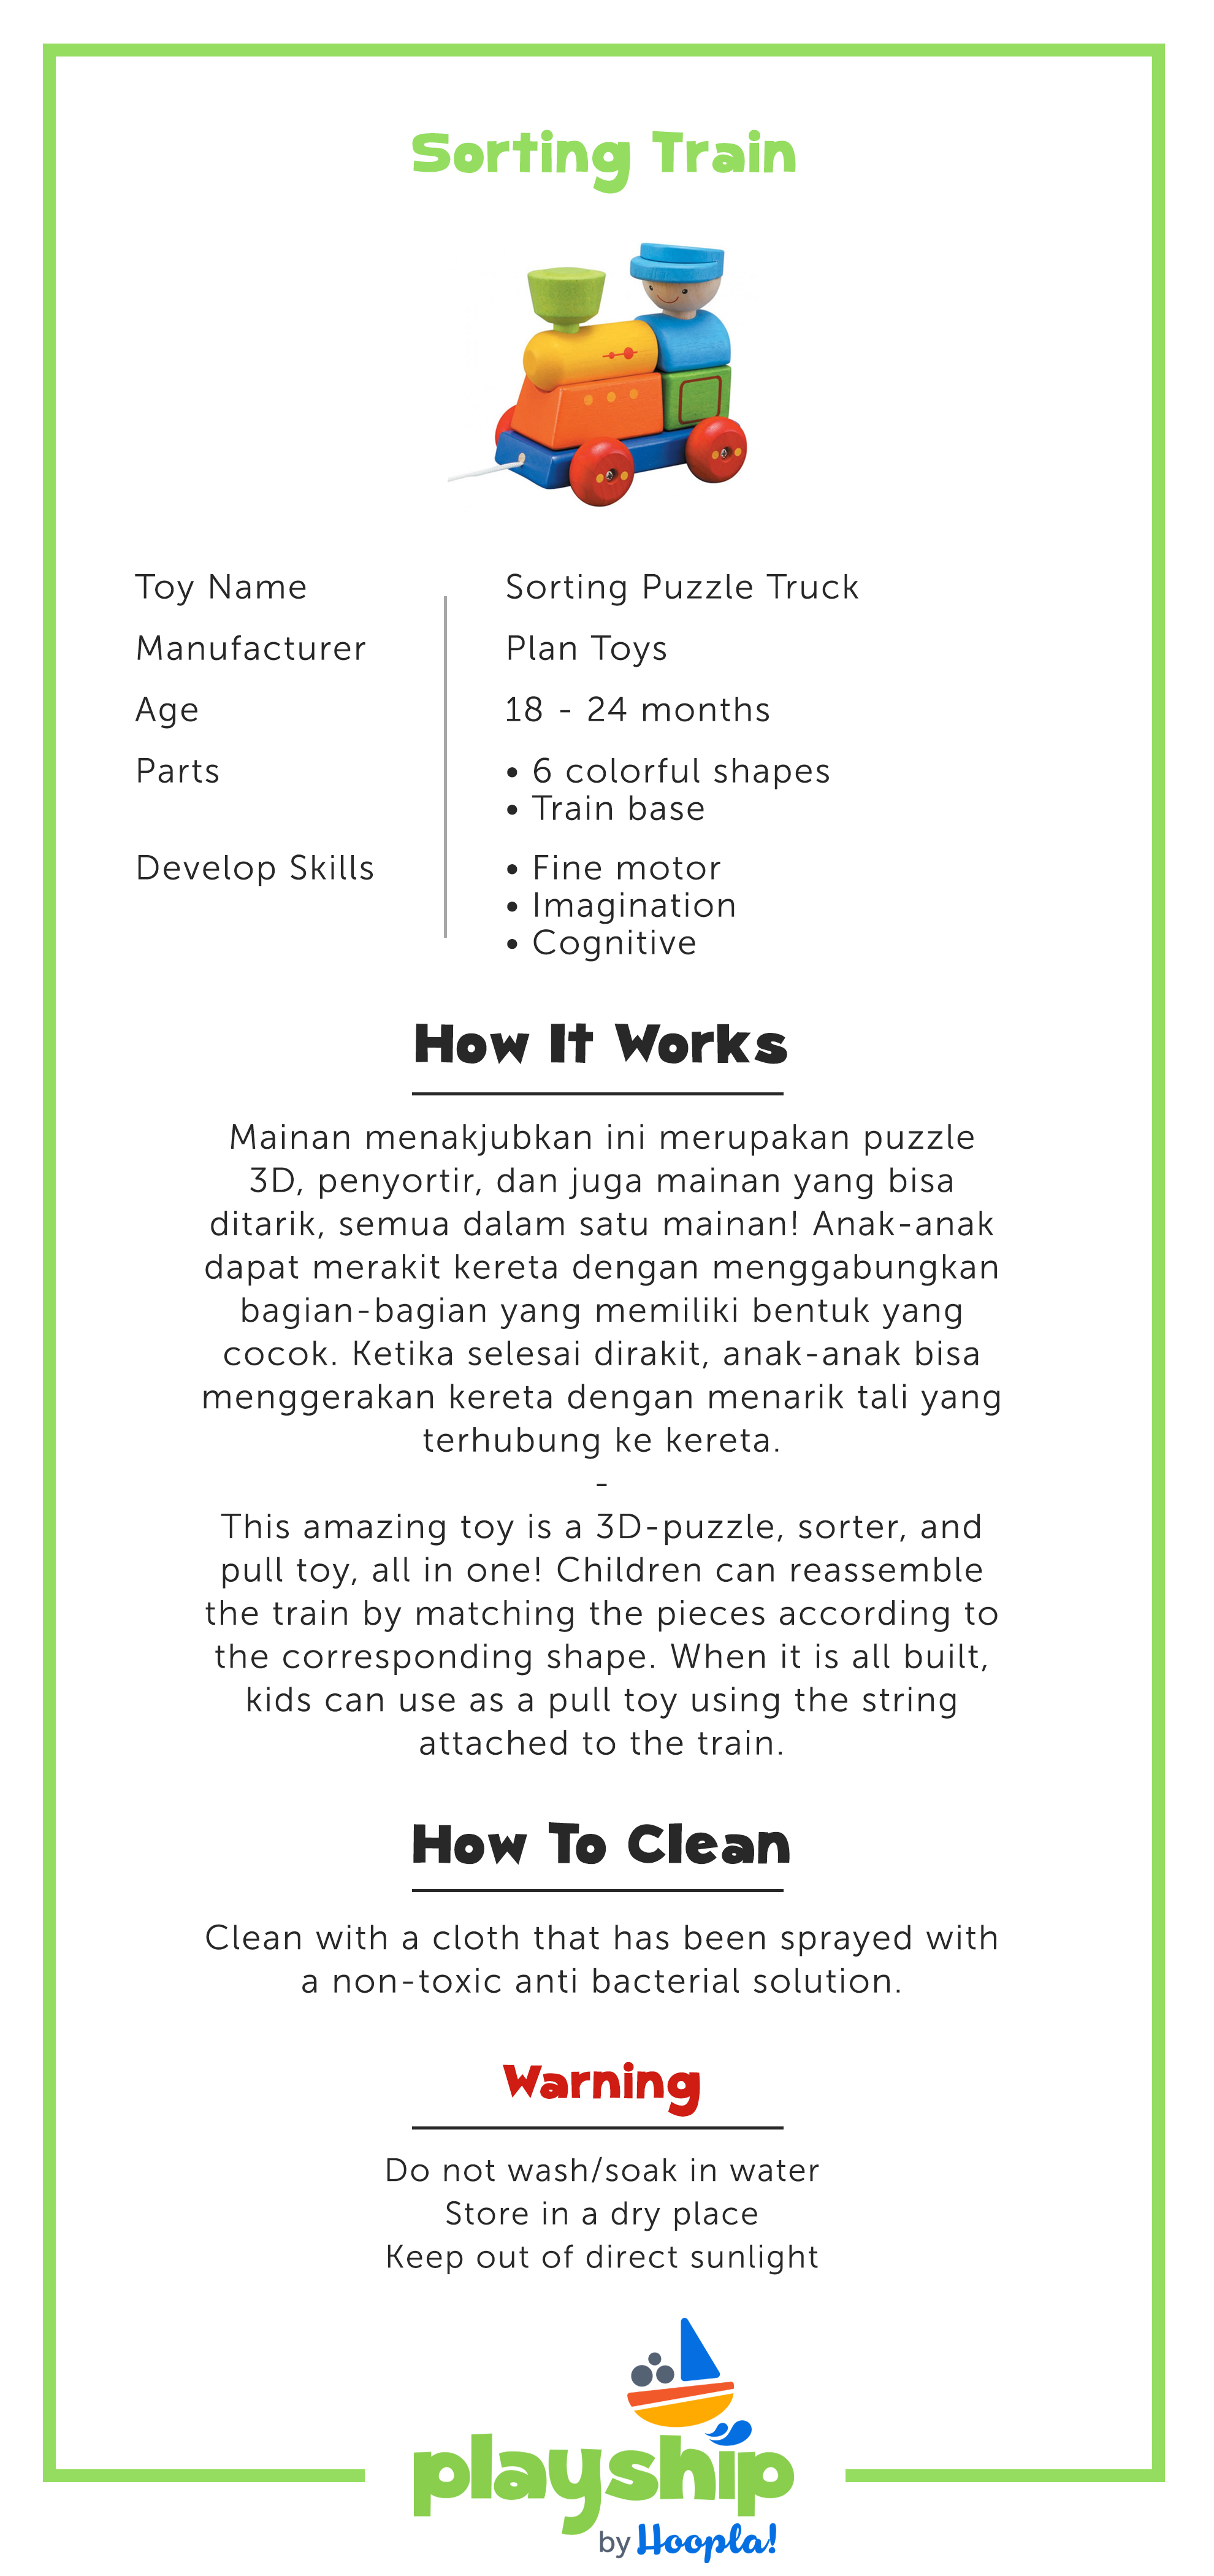 Sorting Train
Toy Name
Sorting Puzzle Truck
Manufacturer
Plan Toys
Age
18 - 24 months
Parts
• 6 colorful shapes
• Train base
Develop Skills
• Fine motor
• Imagination
• Cognitive
How It Works
Mainan menakjubkan ini merupakan puzzle
3D, penyortir, dan juga mainan yang bisa
ditarik, semua dalam satu mainan! Anak-anak
dapat merakit kereta dengan menggabungkan
bagian-bagian yang memiliki bentuk yang
cocok. Ketika selesai dirakit, anak-anak bisa
menggerakan kereta dengan menarik tali yang
terhubung ke kereta.
-
This amazing toy is a 3D-puzzle, sorter, and
pull toy, all in one! Children can reassemble
the train by matching the pieces according to
the corresponding shape. When it is all built,
kids can use as a pull toy using the string
attached to the train.
How To Clean
Clean with a cloth that has been sprayed with
a non-toxic anti bacterial solution.
Warning
Do not wash/soak in water
Store in a dry place
Keep out of direct sunlight
playship
by Hoopla!